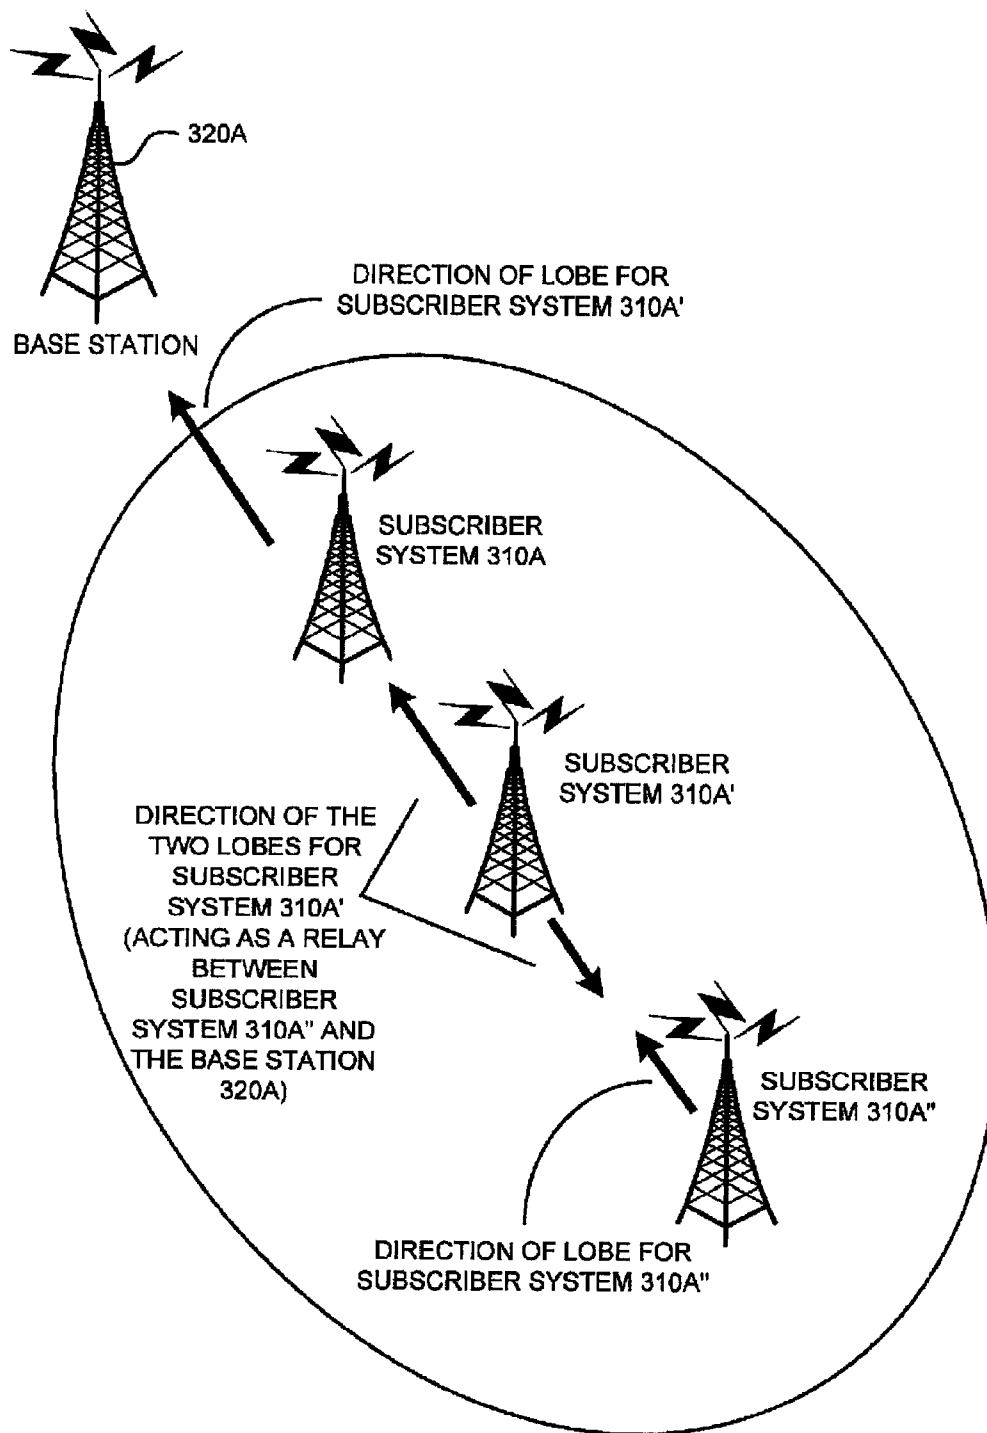 320A
DIRECTION OF LOBE FOR
SUBSCRIBER SYSTEM 310A'
BASE STATION
SUBSCRIBER
SYSTEM 310A
SUBSCRIBER
SYSTEM 310A'
DIRECTION OF THE
TWO LOBES FOR
SUBSCRIBER
SYSTEM 310A'
(ACTING AS A RELAY
BETWEEN
SUBSCRIBER
SYSTEM 310A" AND
THE BASE STATION
320A)
SUBSCRIBER
SYSTEM 310A"
DIRECTION OF LOBE FOR
SUBSCRIBER SYSTEM 310A"